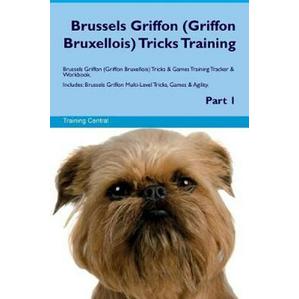 Brussels Griffon (Griffon
Bruxellois) Tricks Training
Brussels Griffon (Griffon Bruxellois) Tricks & Games Training Tracker &
Workbook.
Includes: Brussels Griffon Multi-Level Tricks, Games & Agility.
Part 1
Training Central